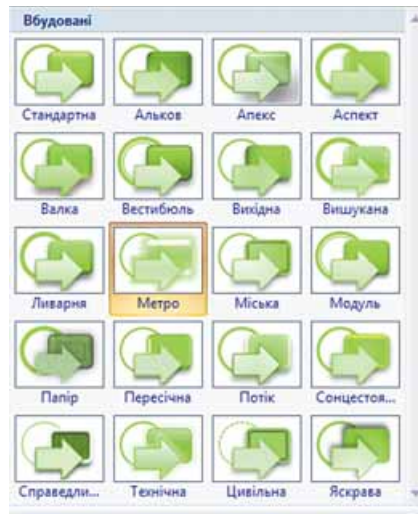 Вбудовані
Стандартна Альков Апекс Аспект
Валка Вестибюль Вихідна Вишукана
Ливарня Метро Міська Модуль
Папір Пересічна Потік Сонцестоя...
Справедли... Технічна Цивільна Яскрава